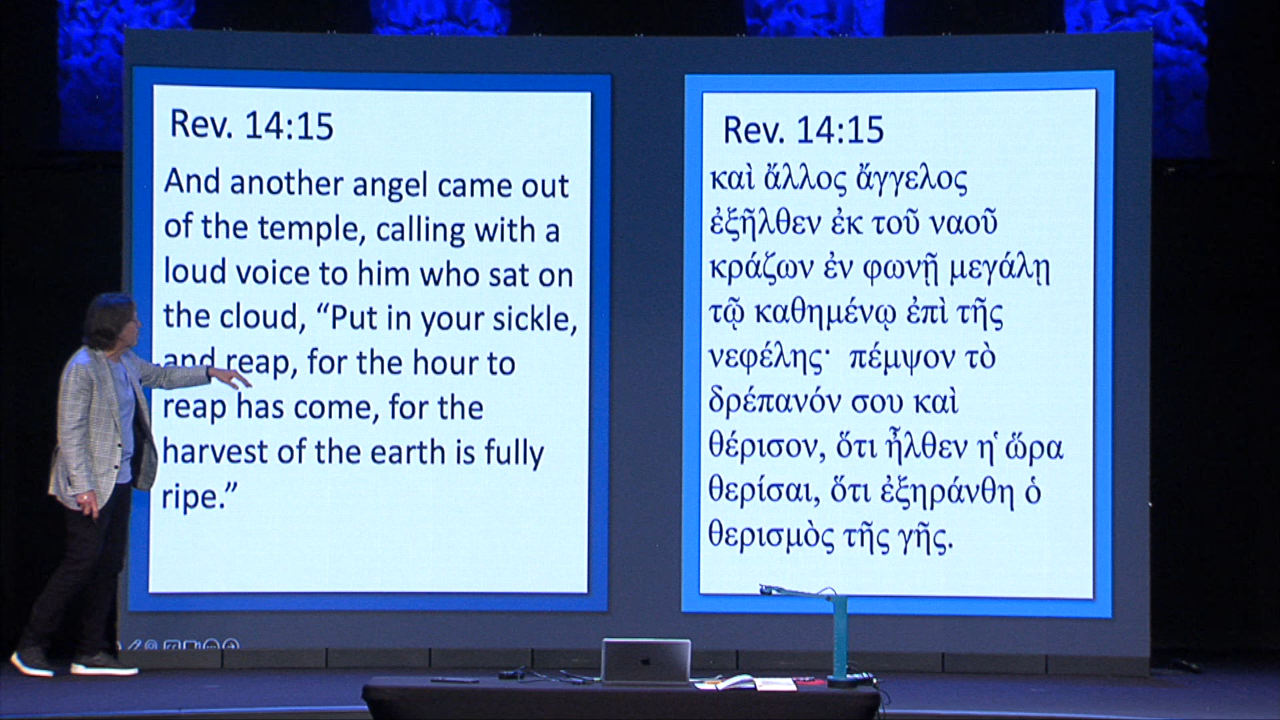 Rev. 14:15
And another angel came out
of the temple, calling with a
loud voice to him who sat on
the cloud, “Put in your sickle,
and reap, for the hour to
reap has come, for the
harvest of the earth is fully
ripe.”
Rev. 14:15
καὶ ἄλλος ἄγγελος
ἐξῆλθεν ἐκ τοῦ ναοῦ
κράζων ἐν φωνῇ μεγάλῃ
τῷ καθημένῳ ἐπὶ τῆς
νεφέλης· πέμψον τὸ
δρέπανόν σου καὶ
θέρισον, ὅτι ἦλθεν ἡ ὥρα
θερίσαι, ὅτι ἐξηράνθη ὁ
θερισμὸς τῆς γῆς.